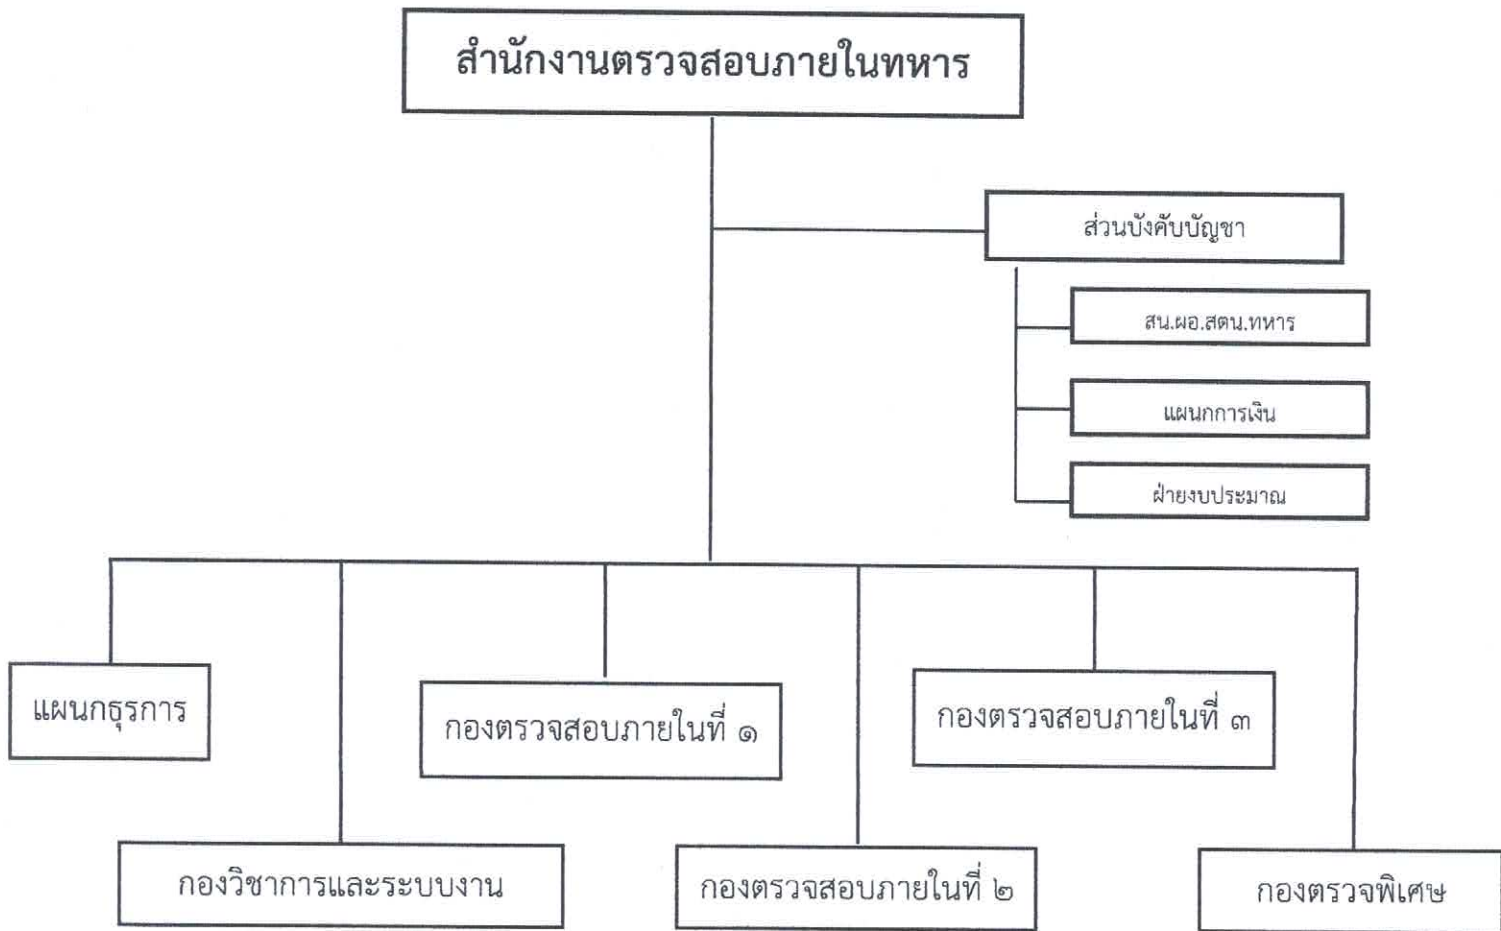 สำนักงานตรวจสอบภายในทหาร
ส่วนบังคับบัญชา
สน.ผอ.สตน.ทหาร
แผนกการเงิน
ฝ่ายงบประมาณ
แผนกธุรการ
กองตรวจสอบภายในที่ ๑
กองตรวจสอบภายในที่ ๓
กองวิชาการและระบบงาน
กองตรวจสอบภายในที่ ๒
กองตรวจพิเศษ